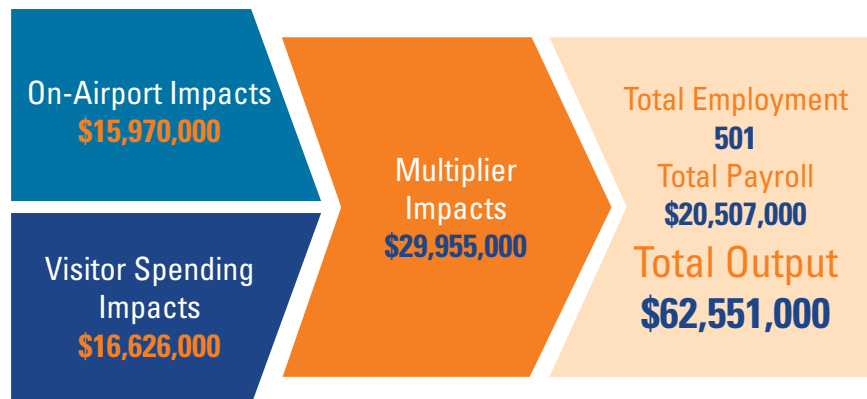 On-Airport Impacts
$15,970,000
Visitor Spending
Impacts
$16,626,000
Multiplier
Impacts
$29,955,000
Total Employment
501
Total Payroll
$20,507,000
Total Output
$62,551,000